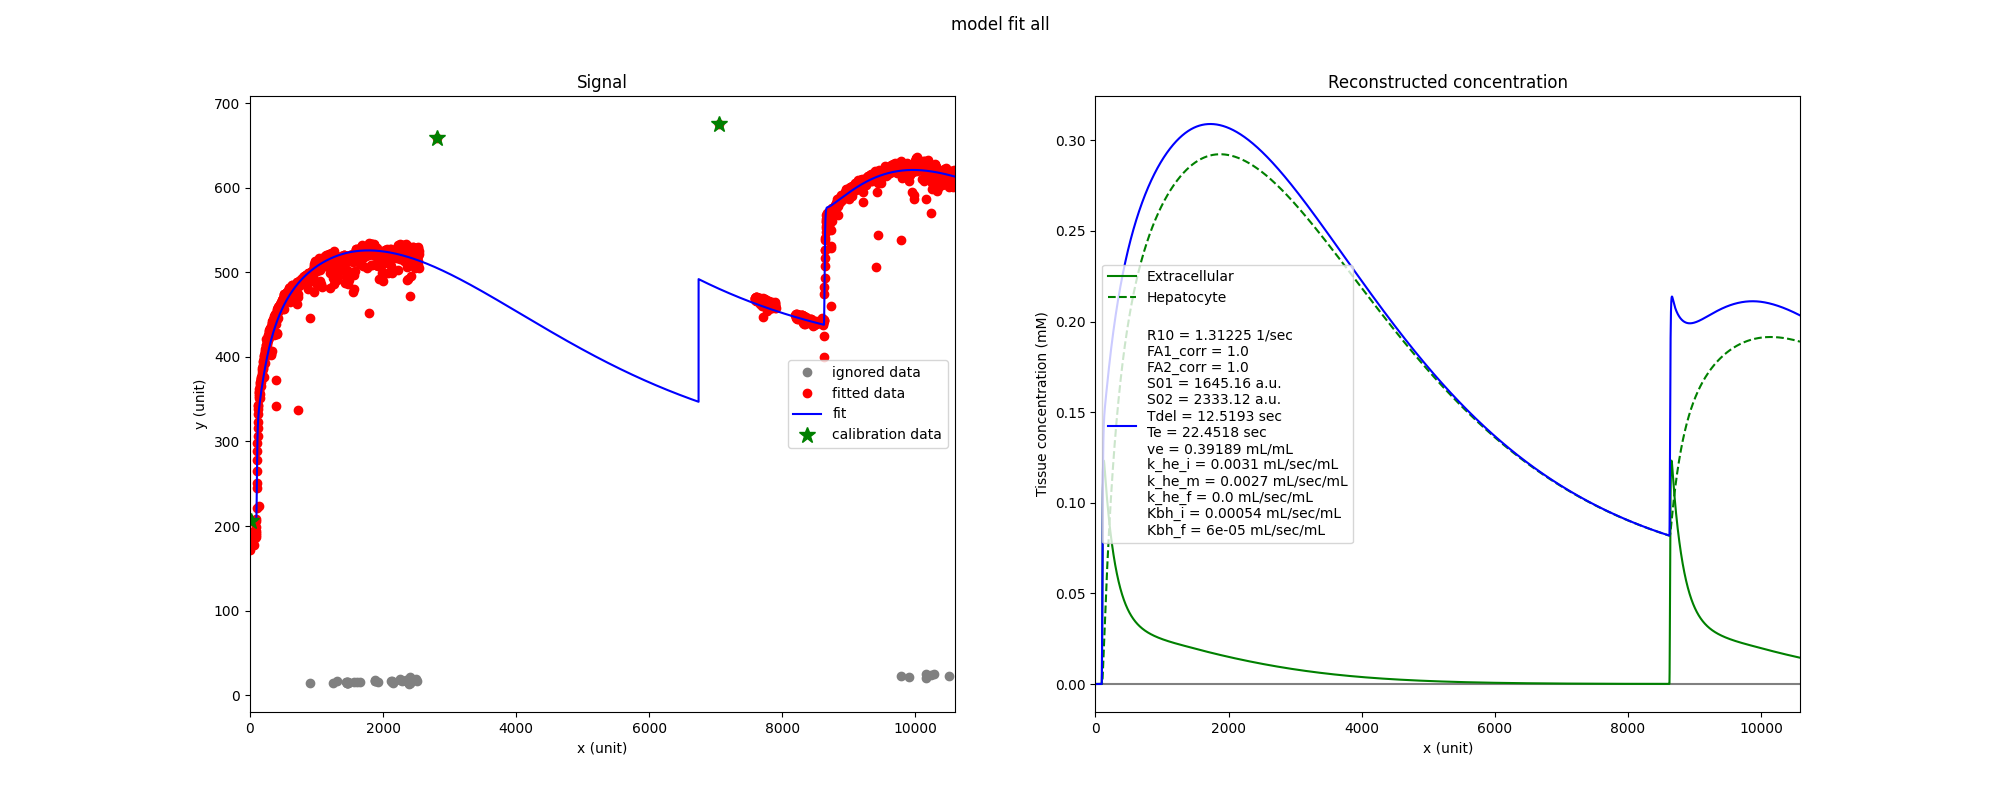 model fit all
Signal
700
600
500
400
300
200
100
0
y (unit)
0 2000 4000 6000 8000 10000
x (unit)
ignored data
fitted data
fit
calibration data
Reconstructed concentration
0.30
0.25
0.20
0.15
0.10
0.05
0.00
Tissue concentration (mM)
0 2000 4000 6000 8000 10000
x (unit)
Extracellular
Hepatocyte
R10 = 1.31225 1/sec
FA1_corr = 1.0
FA2_corr = 1.0
S01 = 1645.16 a.u.
S02 = 2333.12 a.u.
Tdel = 12.5193 sec
Te = 22.4518 sec
ve = 0.39189 mL/mL
k_he_i = 0.0031 mL/sec/mL
k_he_m = 0.0027 mL/sec/mL
k_he_f = 0.0 mL/sec/mL
Kbh_i = 0.00054 mL/sec/mL
Kbh_f = 6e-05 mL/sec/mL